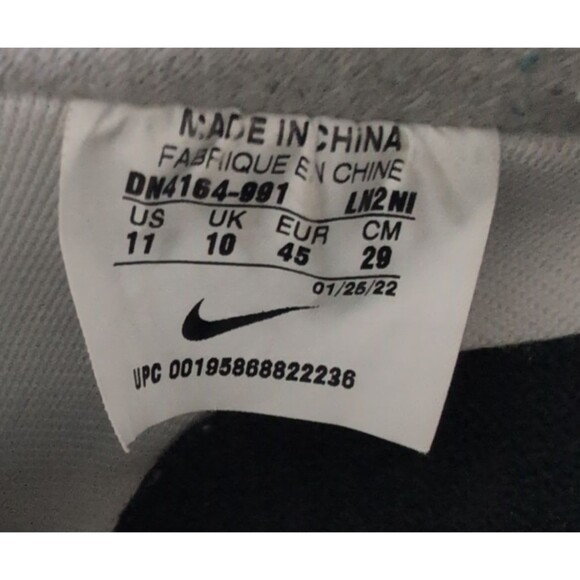 MADE IN CHINA
FABRIQUE EN CHINE
DN4164-991 LN2NI
US UK EUR CM
11 10 45 29
01/25/22
UPC 00195868822236